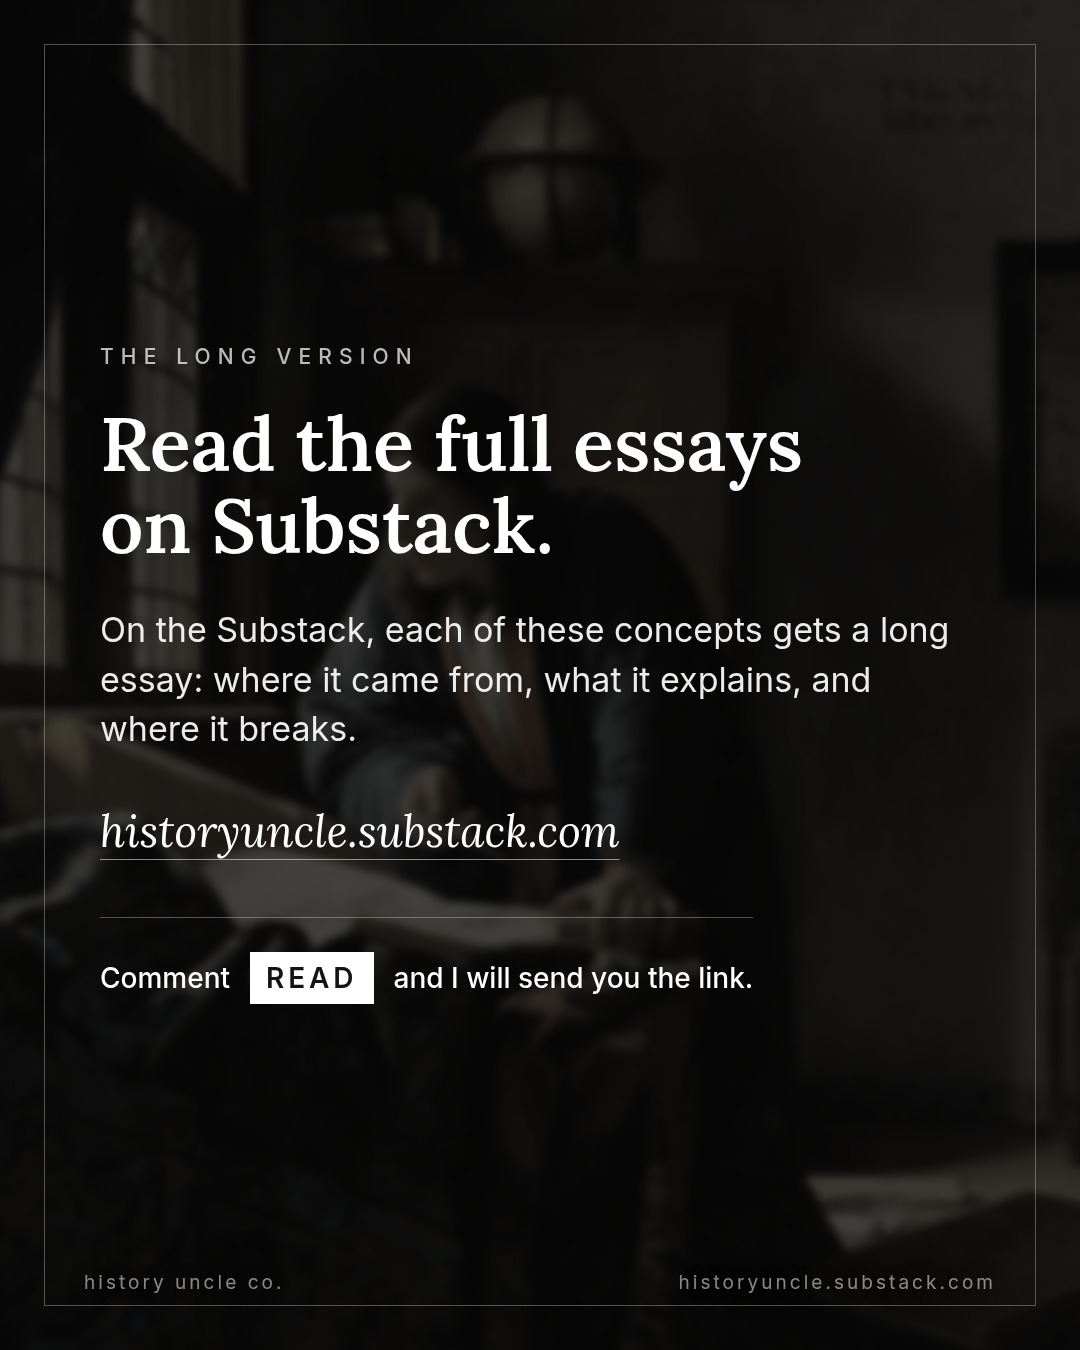 THE LONG VERSION
Read the full essays
on Substack.
On the Substack, each of these concepts gets a long
essay: where it came from, what it explains, and
where it breaks.
historyuncle.substack.com
Comment READ and I will send you the link.
history uncle co.
historyuncle.substack.com